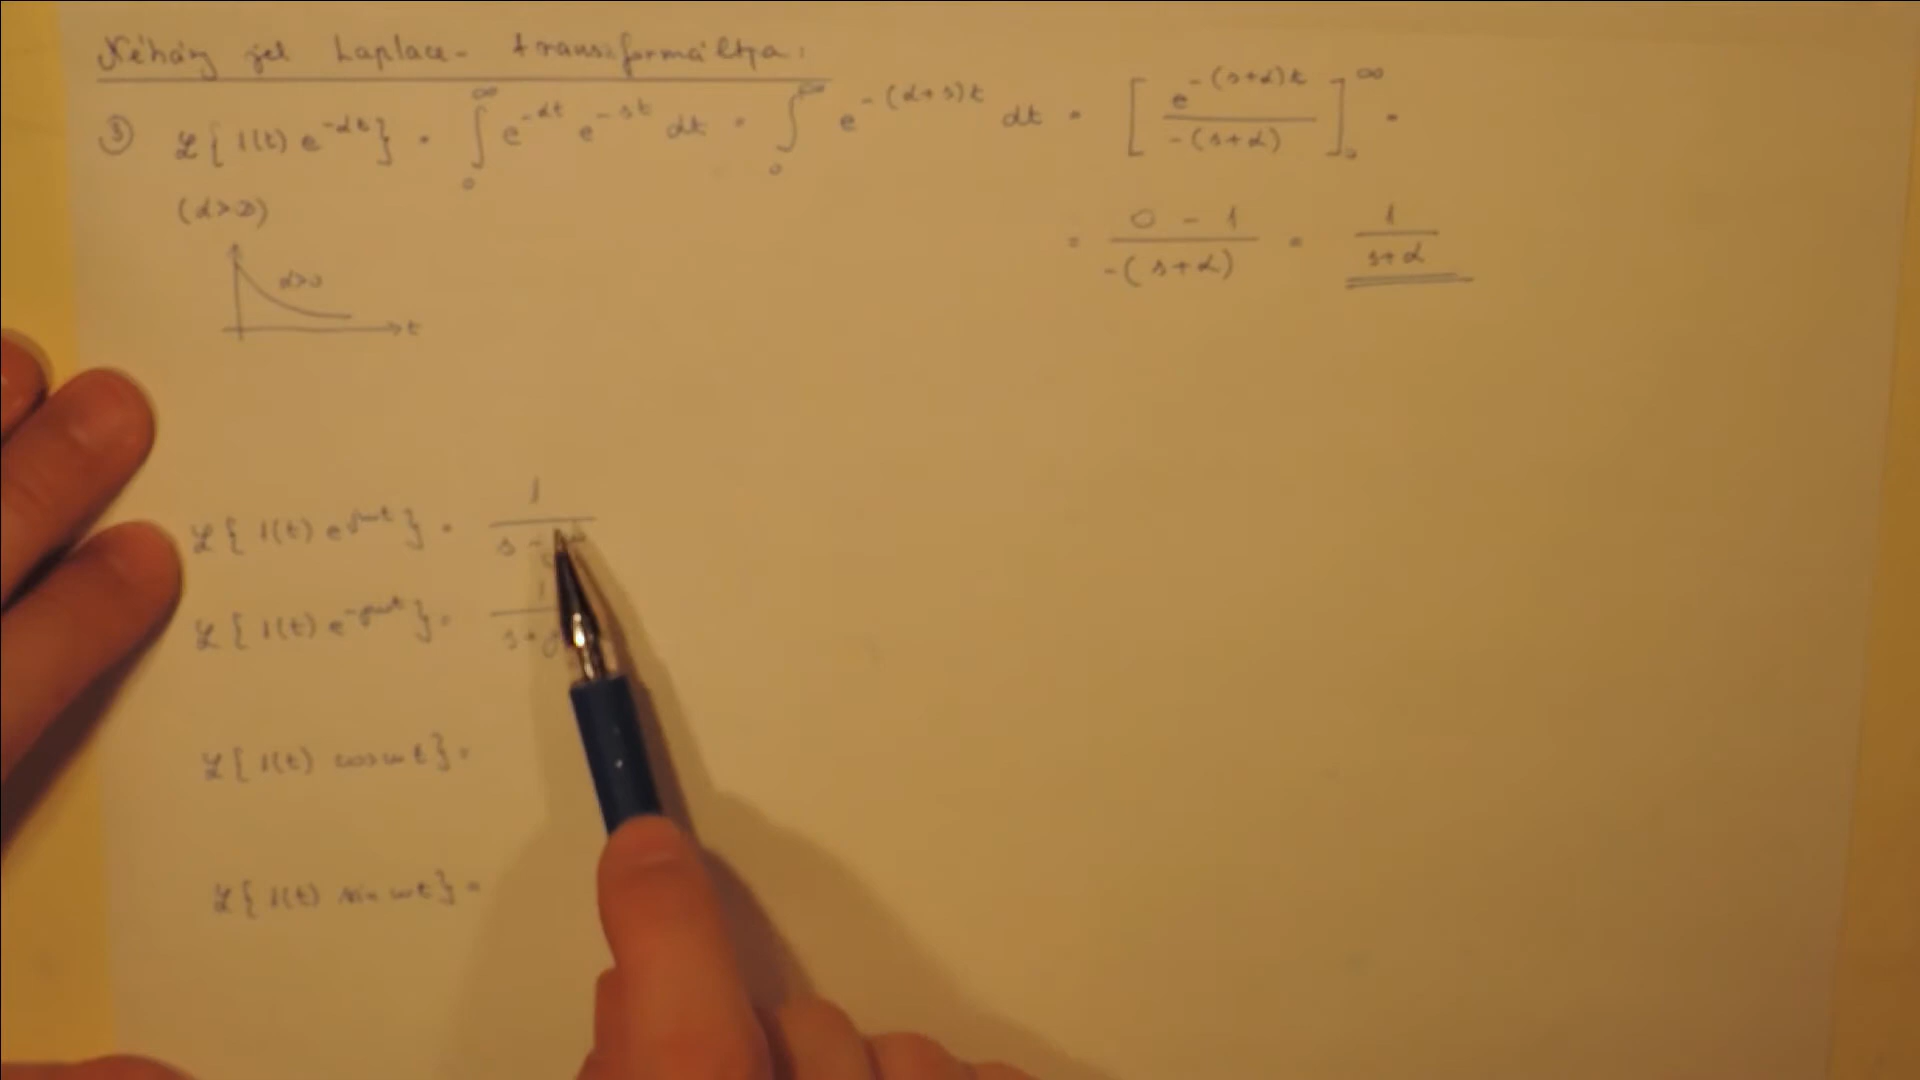 Néhány jel Laplace-transzformáltja:
③ ℒ{1(t) e^{-αt}} = ∫₀^∞ e^{-αt} e^{-st} dt = ∫₀^∞ e^{-(α+s)t} dt = [e^{-(s+α)t} / -(s+α)]₀^∞ =
(α>0)
= (0 - 1) / -(s+α) = 1 / (s+α)
α>0
t
ℒ{1(t) e^{jωt}} = 1 / (s - jω)
ℒ{1(t) e^{-jωt}} = 1 / (s + j
ℒ{1(t) cos ωt} =
ℒ{1(t) sin ωt} =